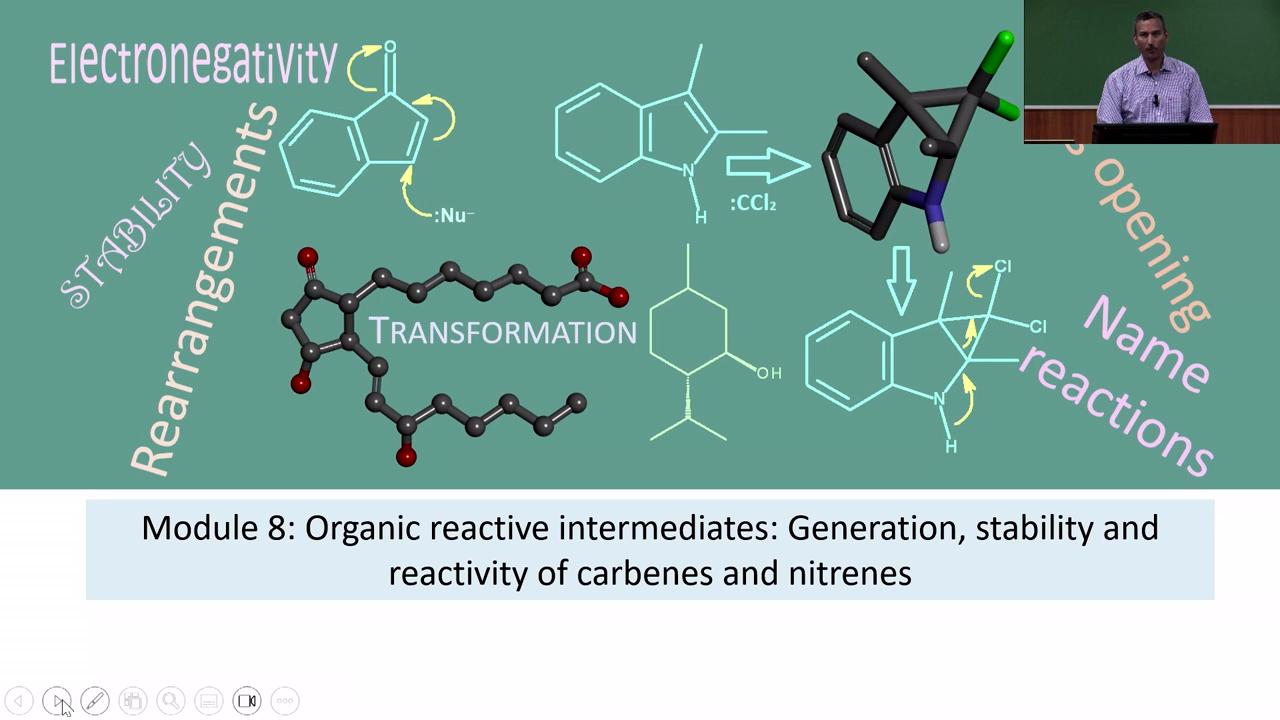 Electronegativity
STABILITY
Rearrangements
O
:Nu⁻
N
H
:CCl₂
TRANSFORMATION
OH
Cl
Cl
N
H
s opening
Name
reactions
Module 8: Organic reactive intermediates: Generation, stability and
reactivity of carbenes and nitrenes